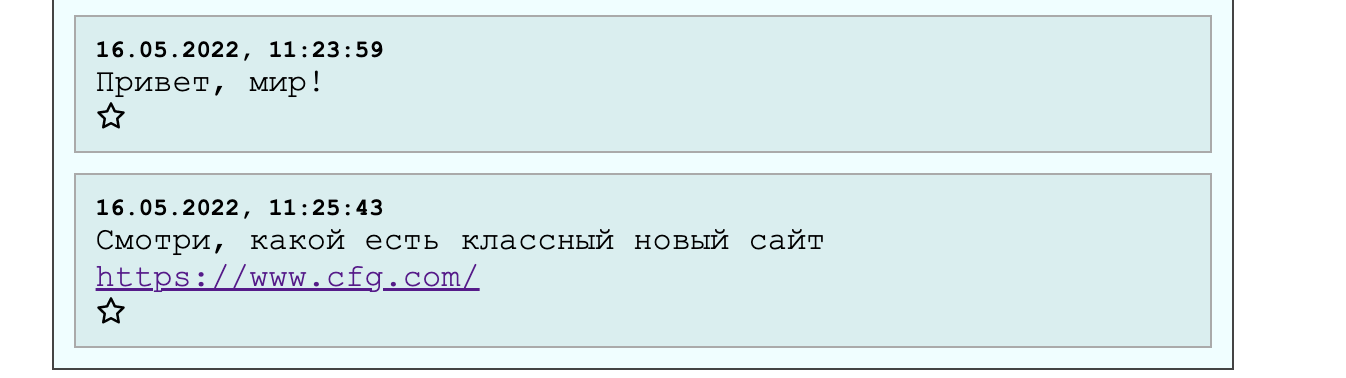 16.05.2022, 11:23:59
Привет, мир!
16.05.2022, 11:25:43
Смотри, какой есть классный новый сайт
https://www.cfg.com/